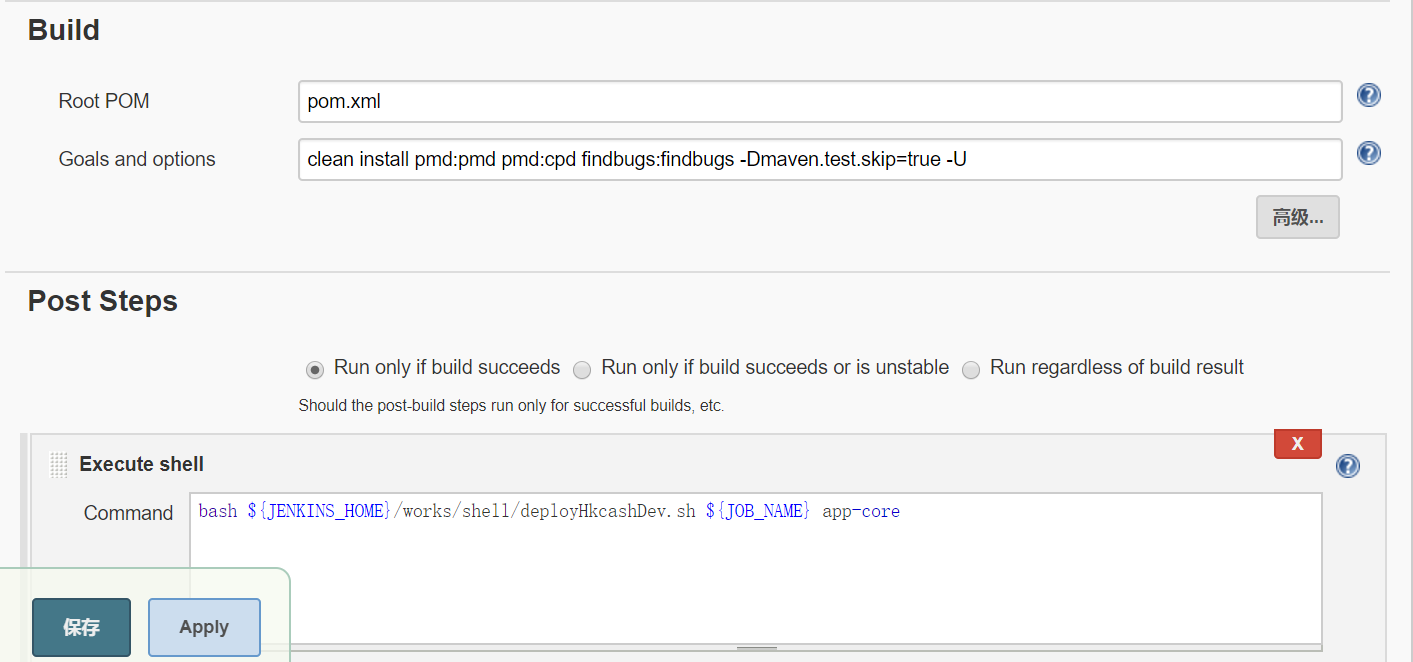 Build
Root POM
pom.xml
Goals and options
clean install pmd:pmd pmd:cpd findbugs:findbugs -Dmaven.test.skip=true -U
高级...
Post Steps
Run only if build succeeds Run only if build succeeds or is unstable Run regardless of build result
Should the post-build steps run only for successful builds, etc.
X
Execute shell
Command
bash ${JENKINS_HOME}/works/shell/deployHkcashDev.sh ${JOB_NAME} app-core
保存 Apply